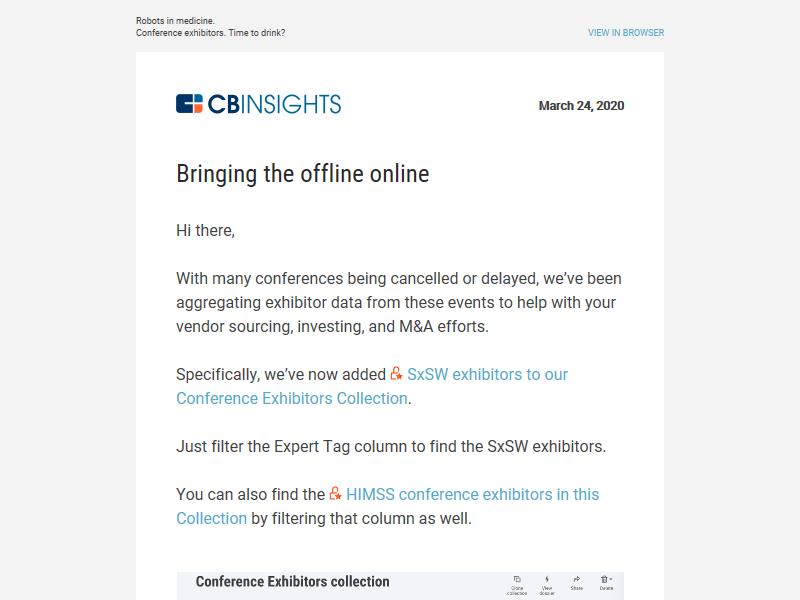 Robots in medicine.
Conference exhibitors. Time to drink?
VIEW IN BROWSER
CBINSIGHTS
March 24, 2020
Bringing the offline online
Hi there,
With many conferences being cancelled or delayed, we’ve been
aggregating exhibitor data from these events to help with your
vendor sourcing, investing, and M&A efforts.
Specifically, we’ve now added SxSW exhibitors to our
Conference Exhibitors Collection.
Just filter the Expert Tag column to find the SxSW exhibitors.
You can also find the HIMSS conference exhibitors in this
Collection by filtering that column as well.
Conference Exhibitors collection
Clone collection
View dossier
Share
Delete